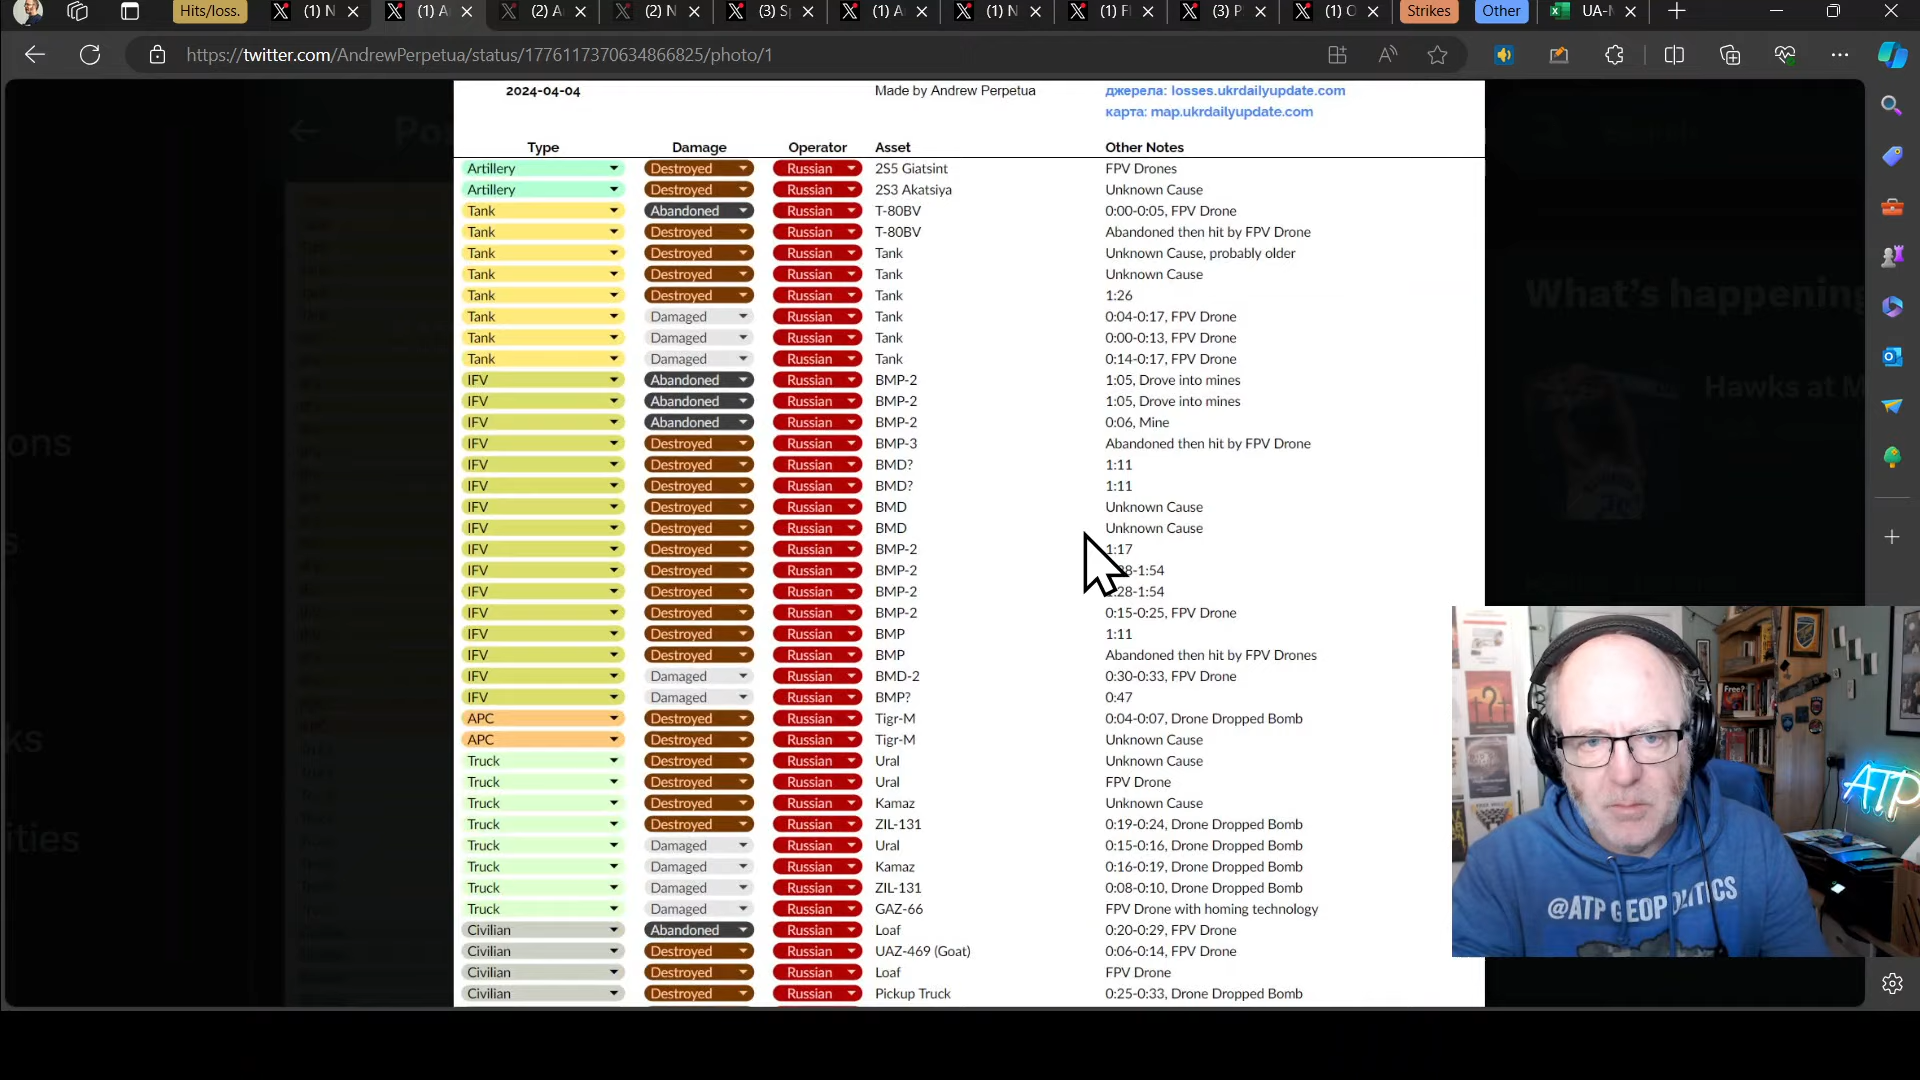 Hits/loss.
(1) N
(1) A
(2) A
(2) N
(3) S
(1) A
(1) N
(1) F
(3) P
(1) O
Strikes
Other
UA-
https://twitter.com/AndrewPerpetua/status/1776117370634866825/photo/1
2024-04-04 Made by Andrew Perpetua джерела: losses.ukrdailyupdate.com
карта: map.ukrdailyupdate.com
Type Damage Operator Asset Other Notes
Artillery Destroyed Russian 2S5 Giatsint FPV Drones
Artillery Destroyed Russian 2S3 Akatsiya Unknown Cause
Tank Abandoned Russian T-80BV 0:00-0:05, FPV Drone
Tank Destroyed Russian T-80BV Abandoned then hit by FPV Drone
Tank Destroyed Russian Tank Unknown Cause, probably older
Tank Destroyed Russian Tank Unknown Cause
Tank Destroyed Russian Tank 1:26
Tank Damaged Russian Tank 0:04-0:17, FPV Drone
Tank Damaged Russian Tank 0:00-0:13, FPV Drone
Tank Damaged Russian Tank 0:14-0:17, FPV Drone
IFV Abandoned Russian BMP-2 1:05, Drove into mines
IFV Abandoned Russian BMP-2 1:05, Drove into mines
IFV Abandoned Russian BMP-2 0:06, Mine
IFV Destroyed Russian BMP-3 Abandoned then hit by FPV Drone
IFV Destroyed Russian BMD? 1:11
IFV Destroyed Russian BMD? 1:11
IFV Destroyed Russian BMD Unknown Cause
IFV Destroyed Russian BMD Unknown Cause
IFV Destroyed Russian BMP-2 1:17
IFV Destroyed Russian BMP-2 8-1:54
IFV Destroyed Russian BMP-2 :28-1:54
IFV Destroyed Russian BMP-2 0:15-0:25, FPV Drone
IFV Destroyed Russian BMP 1:11
IFV Destroyed Russian BMP Abandoned then hit by FPV Drones
IFV Damaged Russian BMD-2 0:30-0:33, FPV Drone
IFV Damaged Russian BMP? 0:47
APC Destroyed Russian Tigr-M 0:04-0:07, Drone Dropped Bomb
APC Destroyed Russian Tigr-M Unknown Cause
Truck Destroyed Russian Ural Unknown Cause
Truck Destroyed Russian Ural FPV Drone
Truck Destroyed Russian Kamaz Unknown Cause
Truck Destroyed Russian ZIL-131 0:19-0:24, Drone Dropped Bomb
Truck Damaged Russian Ural 0:15-0:16, Drone Dropped Bomb
Truck Damaged Russian Kamaz 0:16-0:19, Drone Dropped Bomb
Truck Damaged Russian ZIL-131 0:08-0:10, Drone Dropped Bomb
Truck Damaged Russian GAZ-66 FPV Drone with homing technology
Civilian Abandoned Russian Loaf 0:20-0:29, FPV Drone
Civilian Destroyed Russian UAZ-469 (Goat) 0:06-0:14, FPV Drone
Civilian Destroyed Russian Loaf FPV Drone
Civilian Destroyed Russian Pickup Truck 0:25-0:33, Drone Dropped Bomb
Po
ons
s
ks
ities
What's happening
Hawks at M
Free?
ATP
@ATP GEOPOLITICS